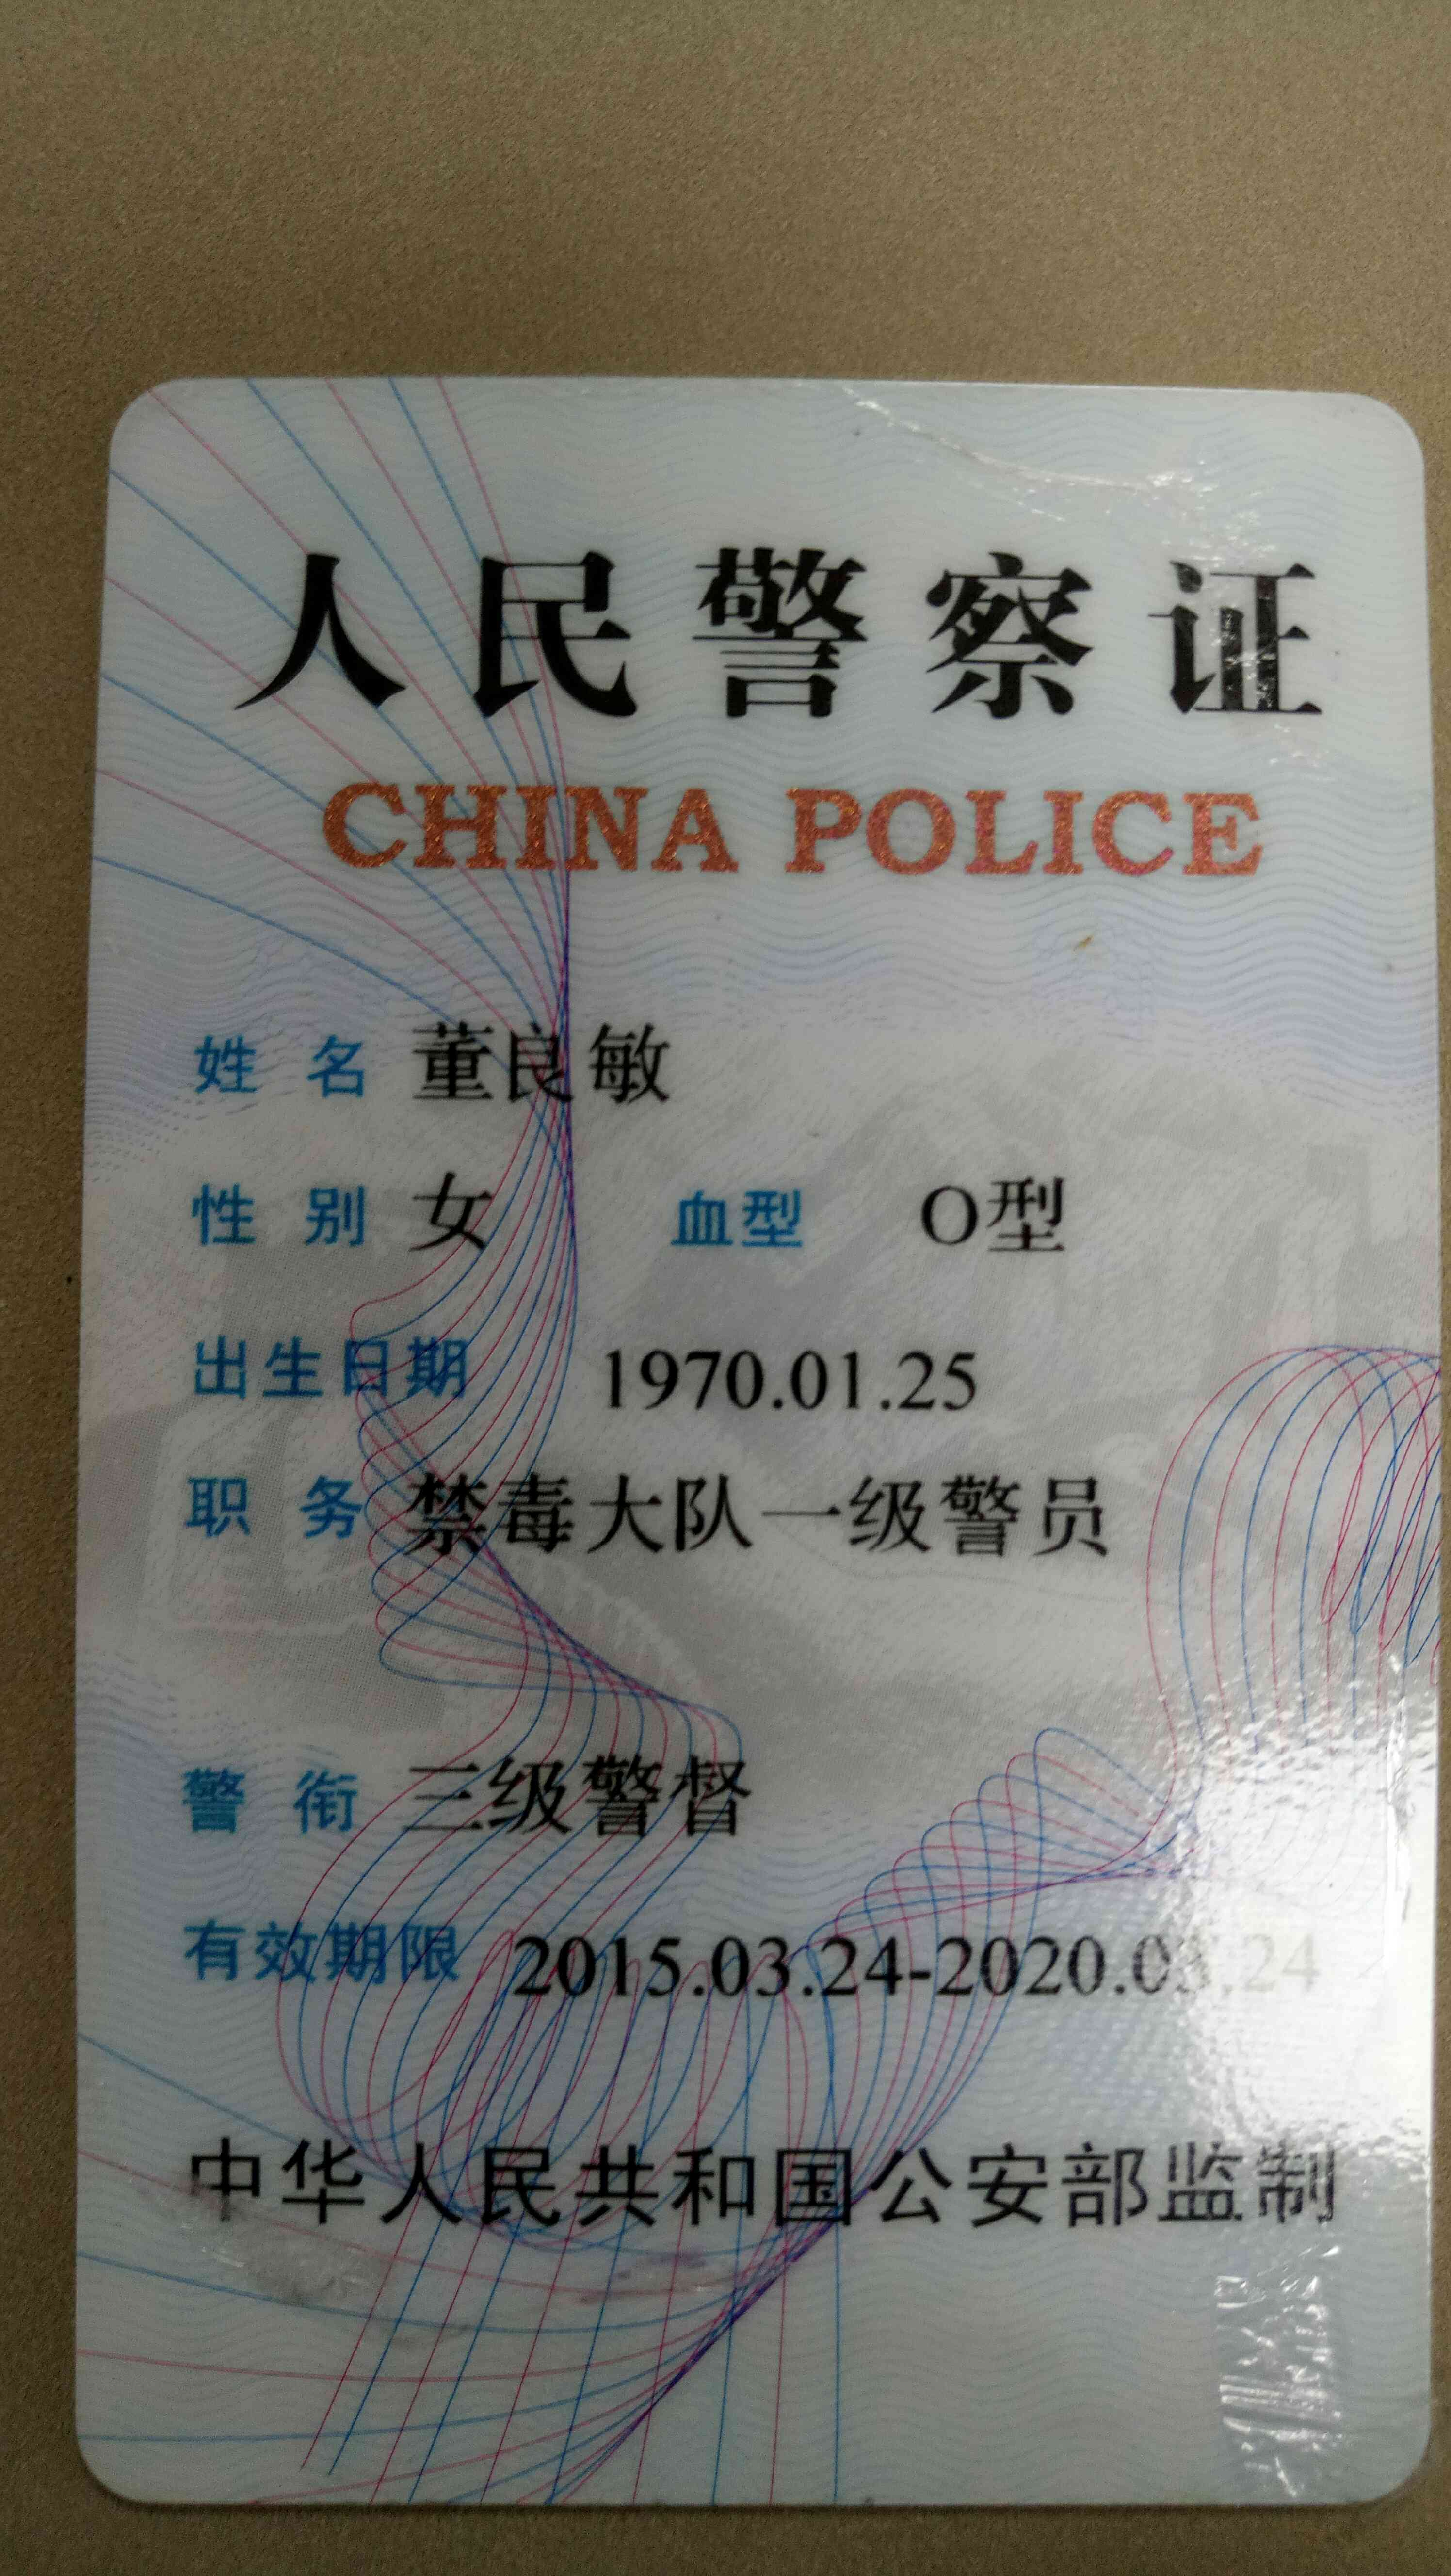 人民警察证
CHINA POLICE
姓名 董良敏
性别 女 血型 O型
出生日期 1970.01.25
职务 禁毒大队一级警员
警衔 三级警督
有效期限 2015.03.24-2020.03.24
中华人民共和国公安部监制